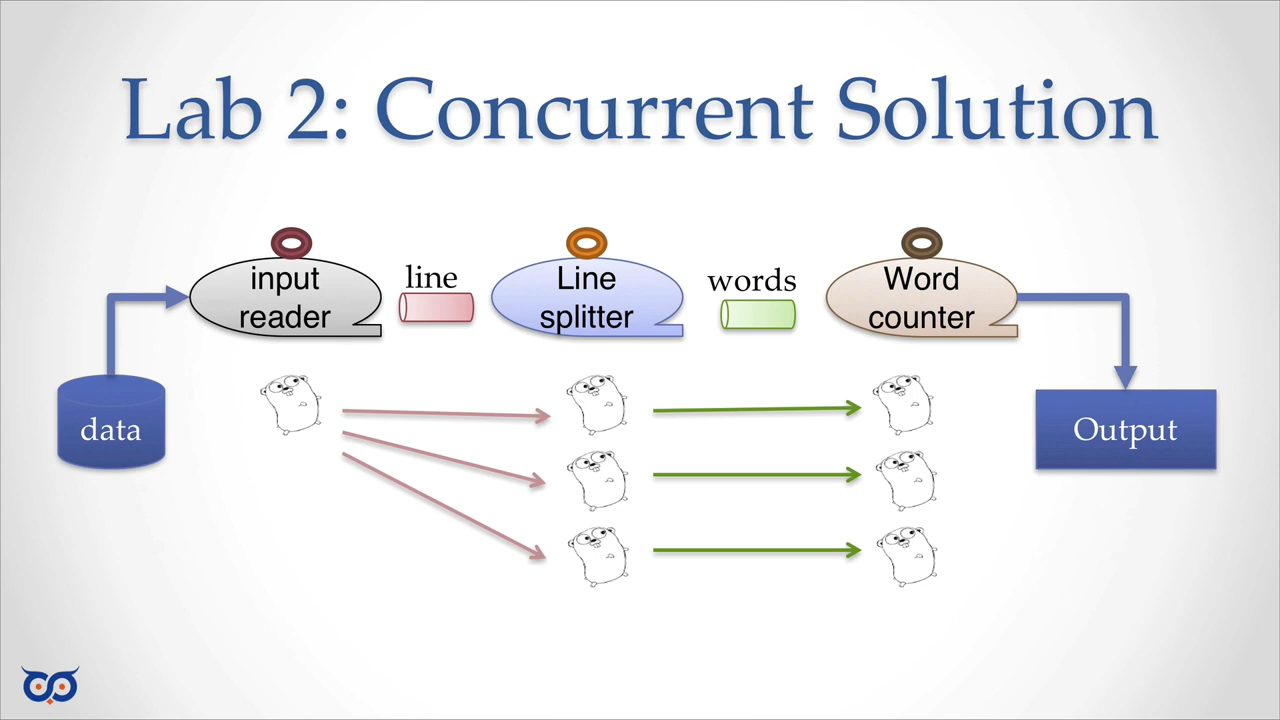 Lab 2: Concurrent Solution
input
reader
line
Line
splitter
words
Word
counter
data
Output